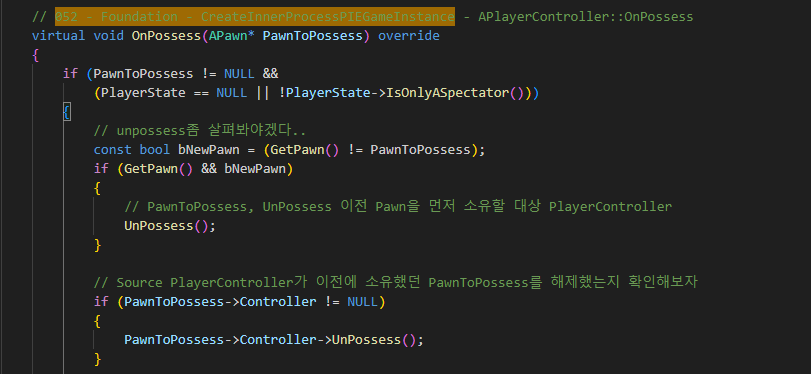 // 052 - Foundation - CreateInnerProcessPIEGameInstance - APlayerController::OnPossess
virtual void OnPossess(APawn* PawnToPossess) override
{
if (PawnToPossess != NULL &&
(PlayerState == NULL || !PlayerState->IsOnlyASpectator()))
{
// unpossess좀 살펴봐야겠다..
const bool bNewPawn = (GetPawn() != PawnToPossess);
if (GetPawn() && bNewPawn)
{
// PawnToPossess, UnPossess 이전 Pawn을 먼저 소유할 대상 PlayerController
UnPossess();
}
// Source PlayerController가 이전에 소유했던 PawnToPossess를 해제했는지 확인해보자
if (PawnToPossess->Controller != NULL)
{
PawnToPossess->Controller->UnPossess();
}